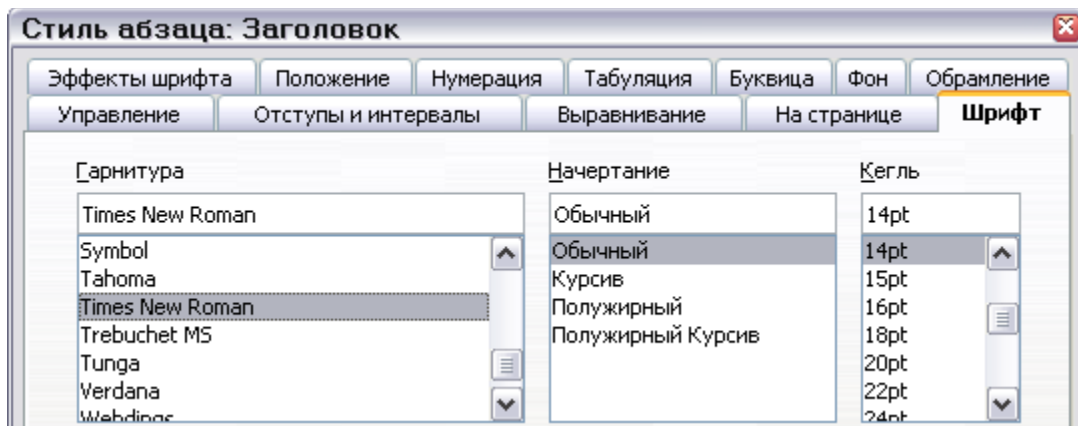 Стиль абзаца: Заголовок
Эффекты шрифта Положение Нумерация Табуляция Буквица Фон Обрамление
Управление Отступы и интервалы Выравнивание На странице Шрифт
Гарнитура Начертание Кегль
Times New Roman Обычный 14pt
Symbol Обычный 14pt
Tahoma Курсив 15pt
Times New Roman Полужирный 16pt
Trebuchet MS Полужирный Курсив 18pt
Tunga 20pt
Verdana 22pt
Webdings 24pt